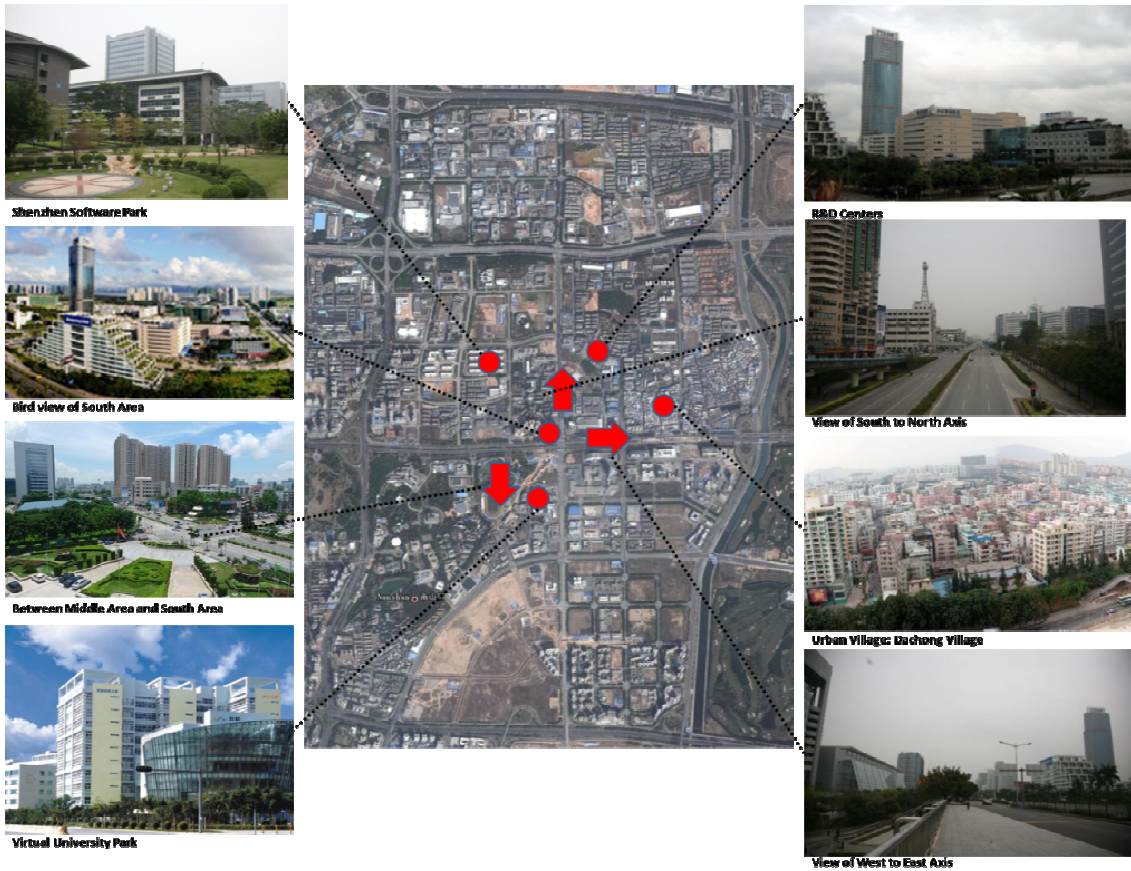 Shenzhen Software Park
R&D Centers
Bird view of South Area
View of South to North Axis
Between Middle Area and South Area
Urban Village: Dachong Village
Virtual University Park
View of West to East Axis